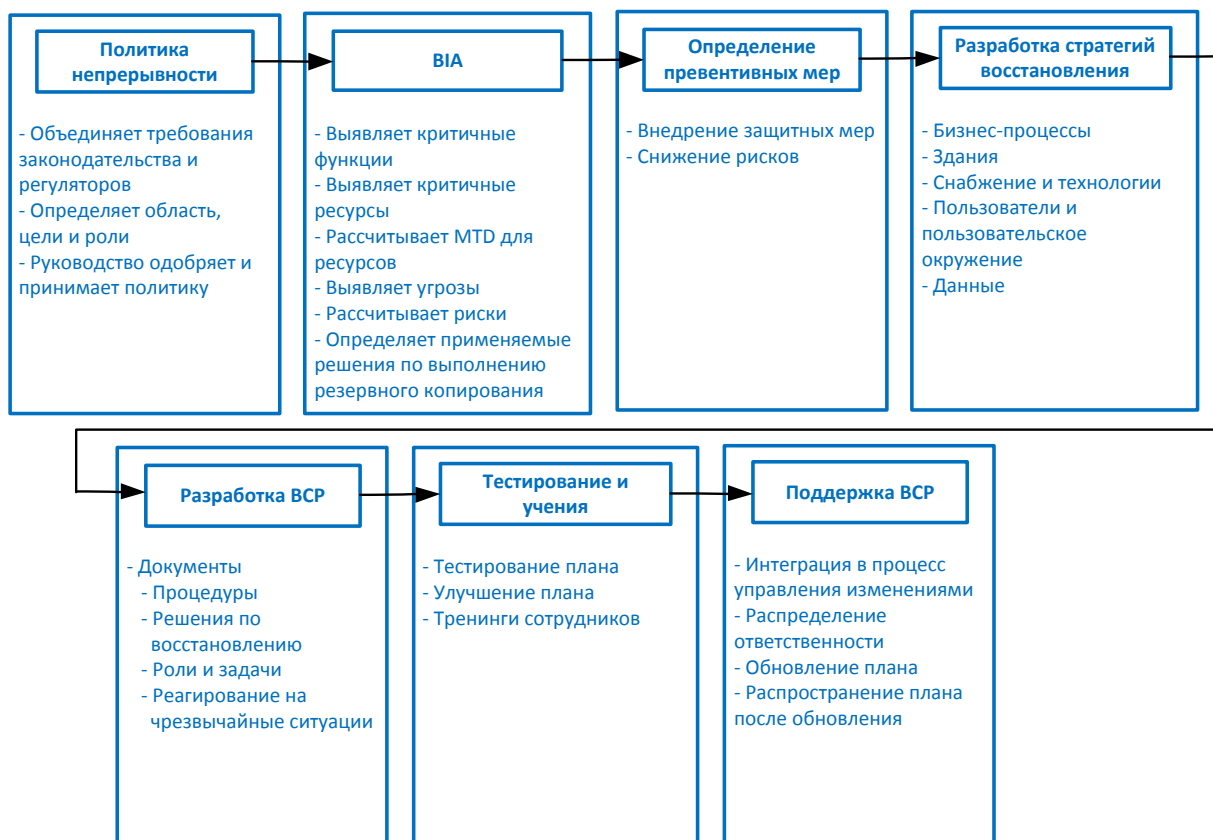 Политика
непрерывности
- Объединяет требования
законодательства и
регуляторов
- Определяет область,
цели и роли
- Руководство одобряет и
принимает политику
BIA
- Выявляет критичные
функции
- Выявляет критичные
ресурсы
- Рассчитывает MTD для
ресурсов
- Выявляет угрозы
- Рассчитывает риски
- Определяет применяемые
решения по выполнению
резервного копирования
Определение
превентивных мер
- Внедрение защитных мер
- Снижение рисков
Разработка стратегий
восстановления
- Бизнес-процессы
- Здания
- Снабжение и технологии
- Пользователи и
пользовательское
окружение
- Данные
Разработка BCP
- Документы
- Процедуры
- Решения по
восстановлению
- Роли и задачи
- Реагирование на
чрезвычайные ситуации
Тестирование и
учения
- Тестирование плана
- Улучшение плана
- Тренинги сотрудников
Поддержка BCP
- Интеграция в процесс
управления изменениями
- Распределение
ответственности
- Обновление плана
- Распространение плана
после обновления